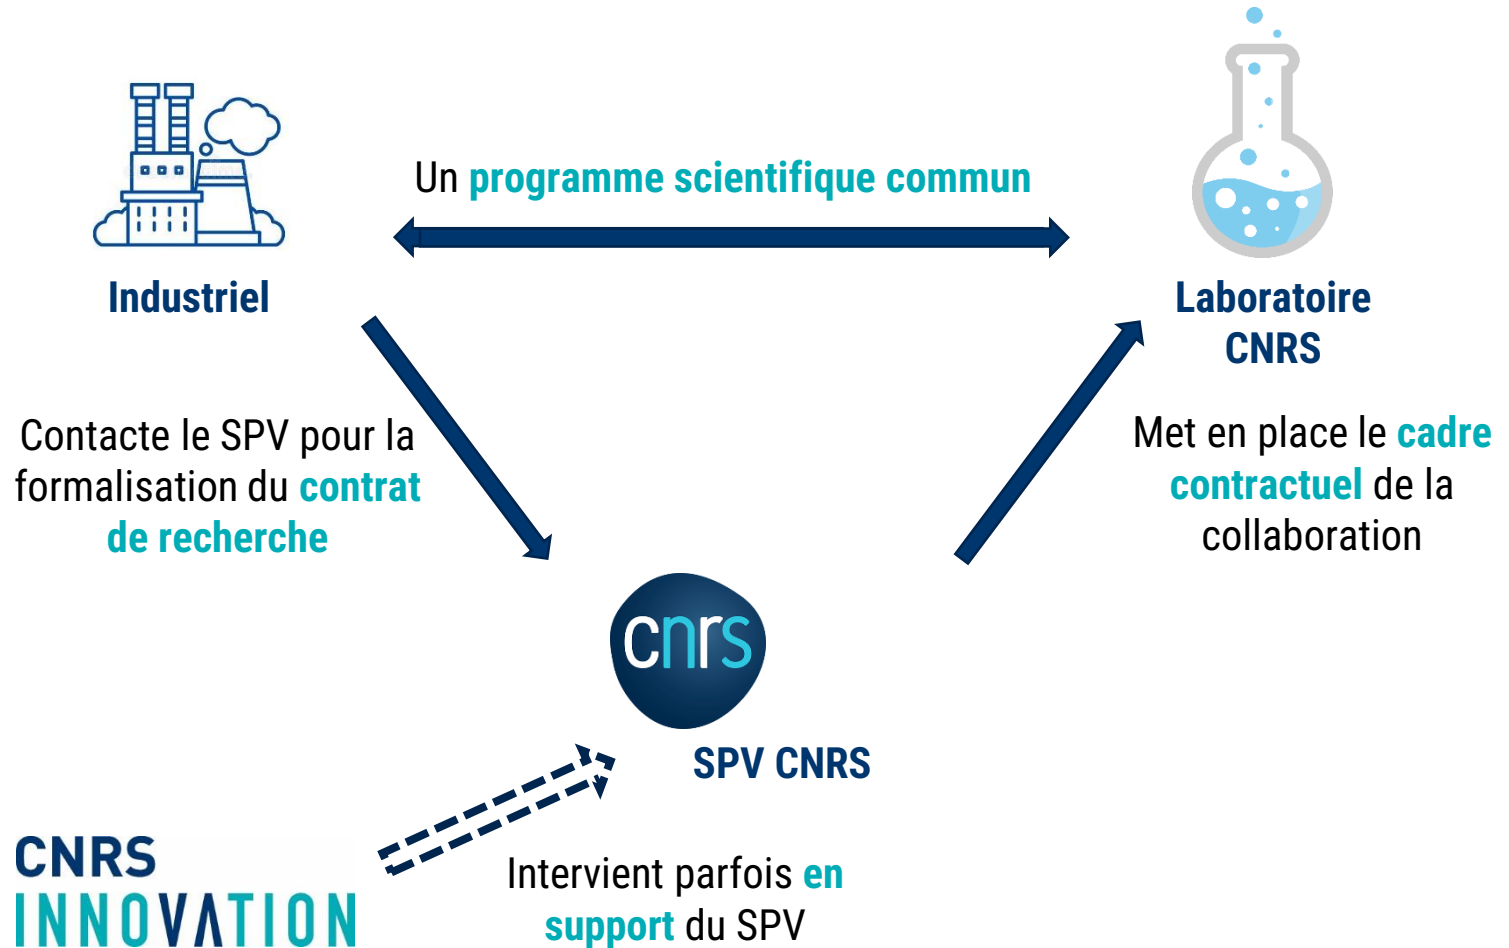 Un programme scientifique commun
Industriel
Laboratoire
CNRS
Contacte le SPV pour la
formalisation du contrat
de recherche
Met en place le cadre
contractuel de la
collaboration
cnrs
SPV CNRS
CNRS
INNOVATION
Intervient parfois en
support du SPV